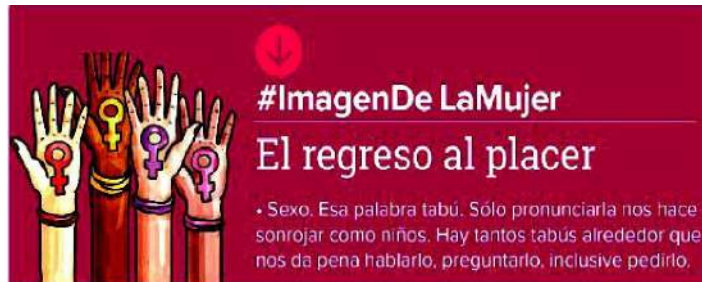 #ImagenDe LaMujer
El regreso al placer
• Sexo. Esa palabra tabú. Sólo pronunciarla nos hace
sonrojar como niños. Hay tantos tabús alrededor que
nos da pena hablarlo, preguntarlo, inclusive pedirlo.